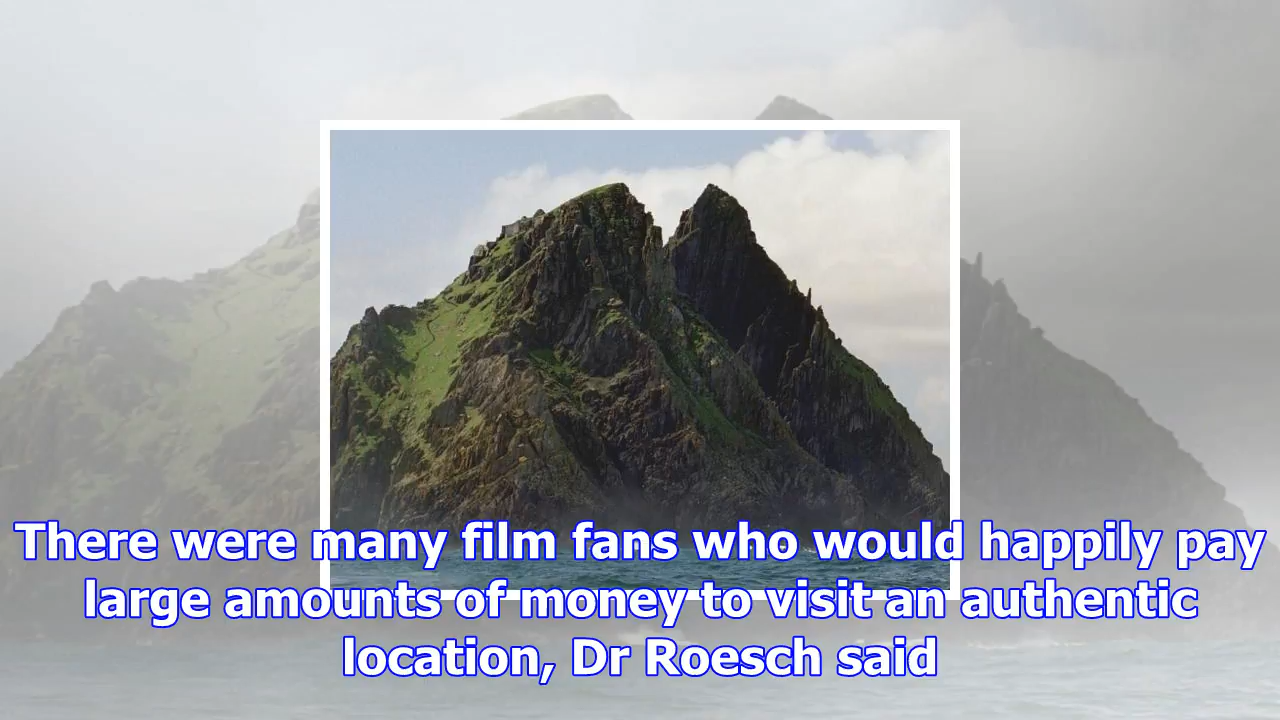 There were many film fans who would happily pay
large amounts of money to visit an authentic
location, Dr Roesch said